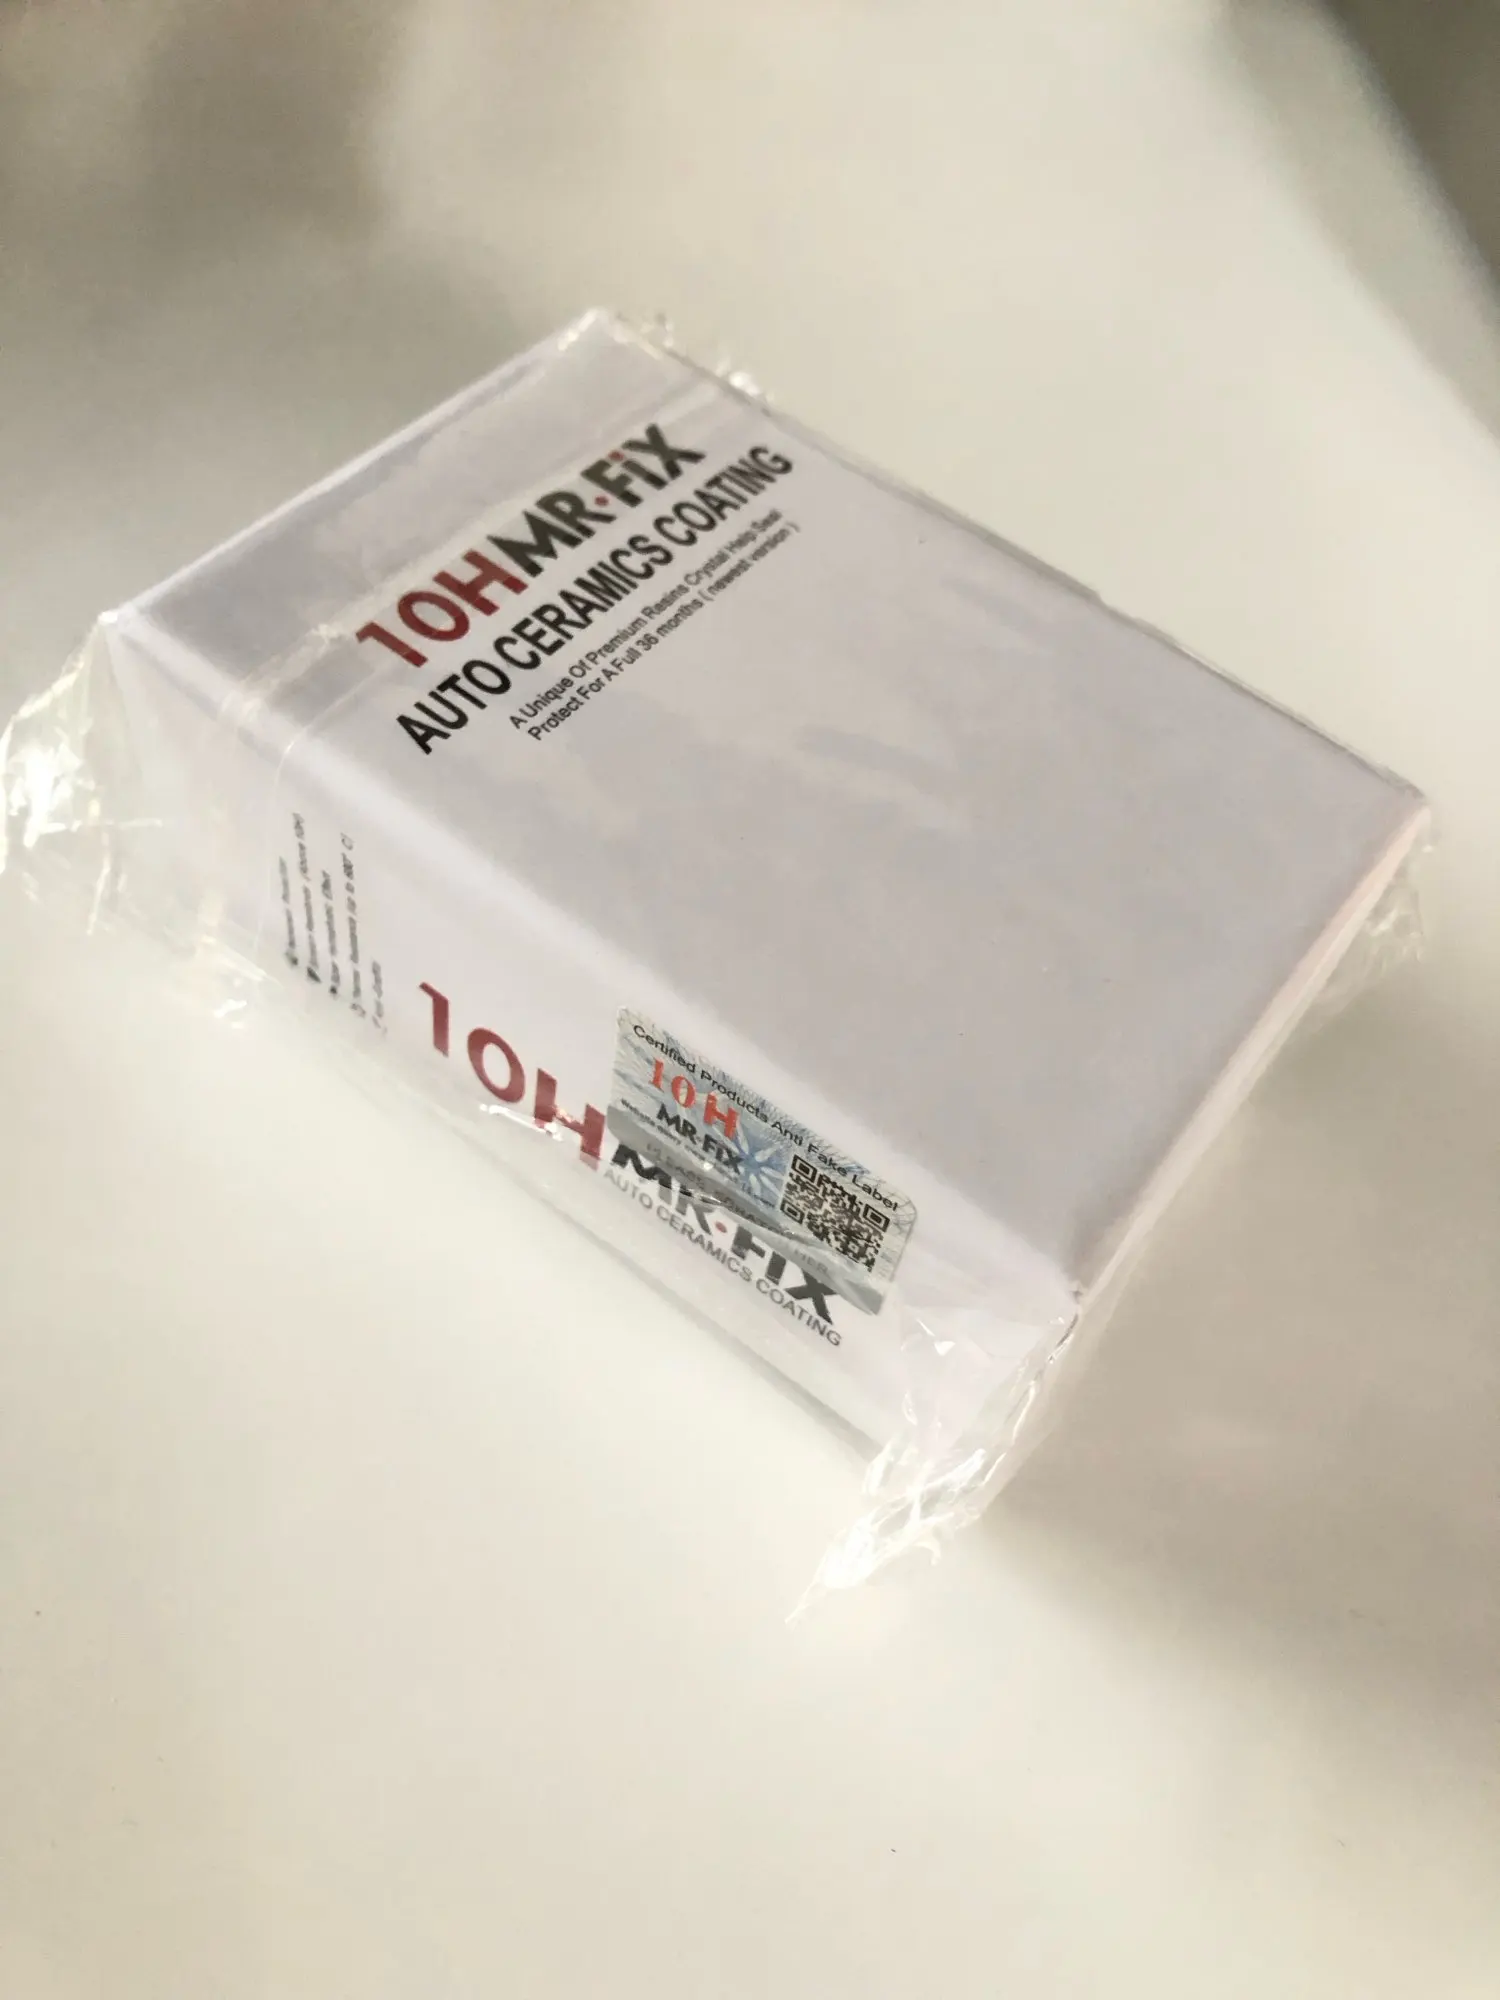 10H MR·FiX
AUTO CERAMICS COATING
A Unique Of Premium Resins Crystal Help Seal
Protect For A Full 36 months ( newest version )
10H MR·FIX
AUTO CERAMICS COATING
Certified Products Anti Fake Label
10H
MR·FiX